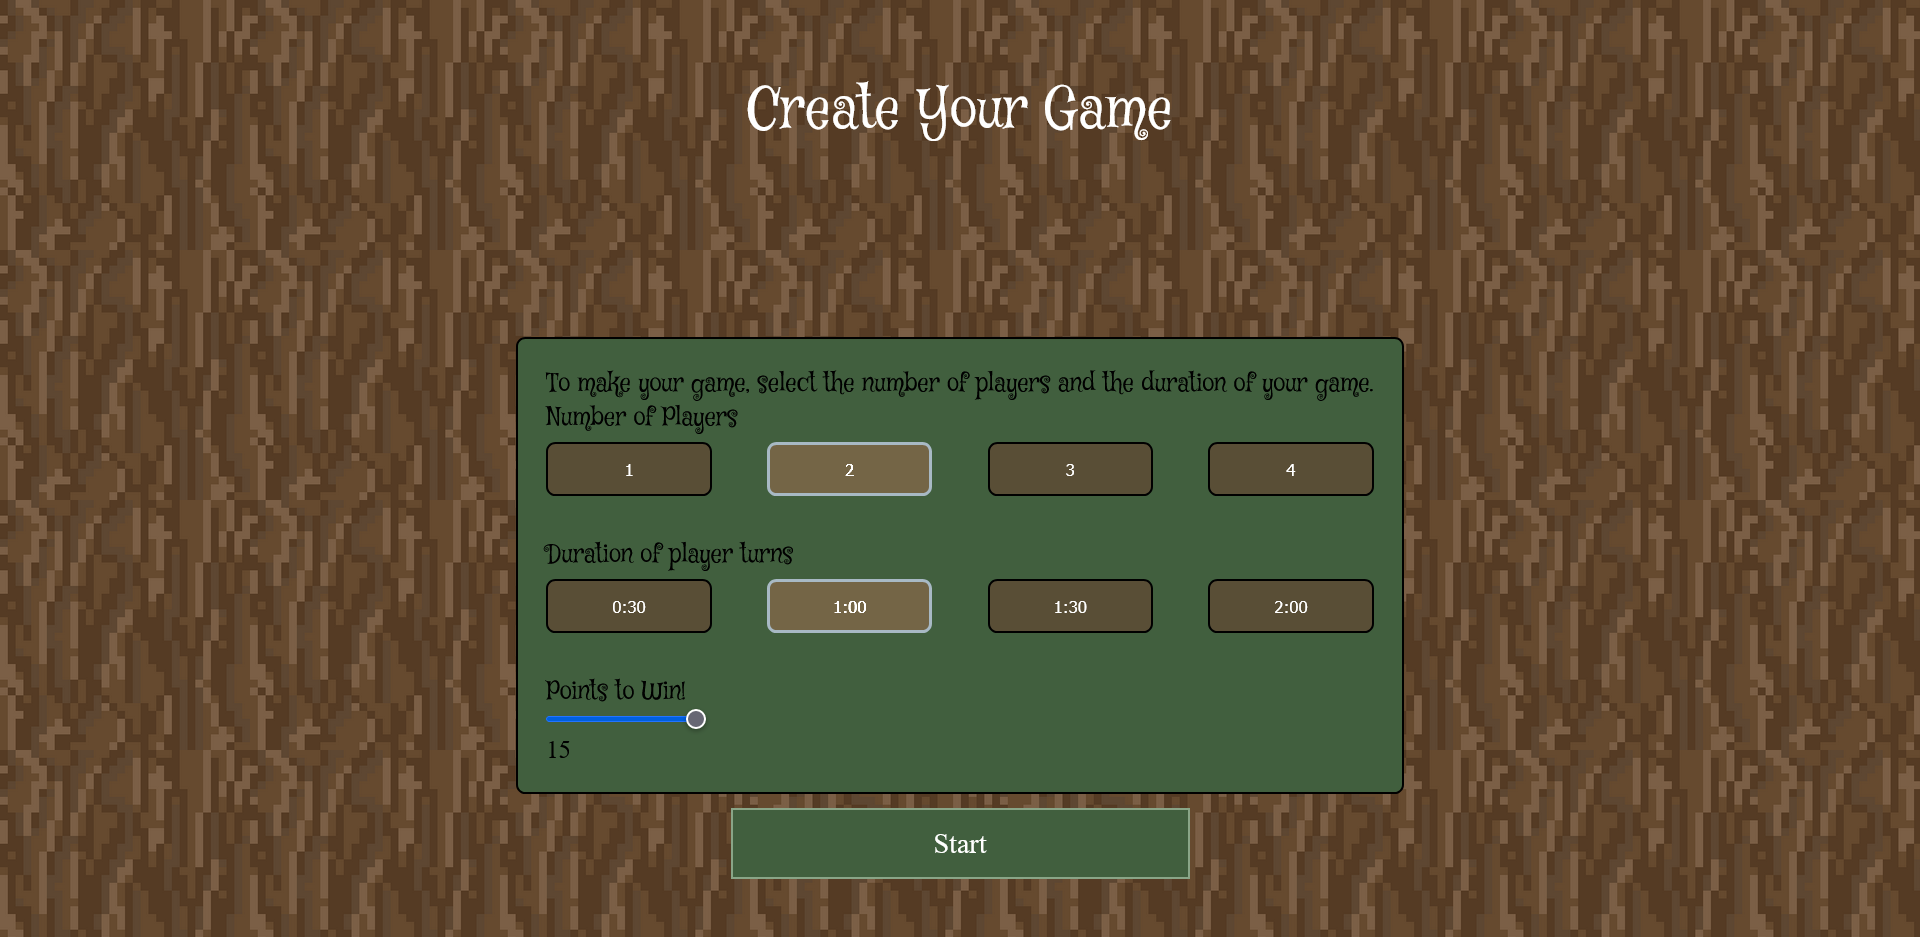 Create Your Game
To make your game, select the number of players and the duration of your game.
Number of Players
1 2 3 4
Duration of player turns
0:30 1:00 1:30 2:00
Points to Win!
15
Start